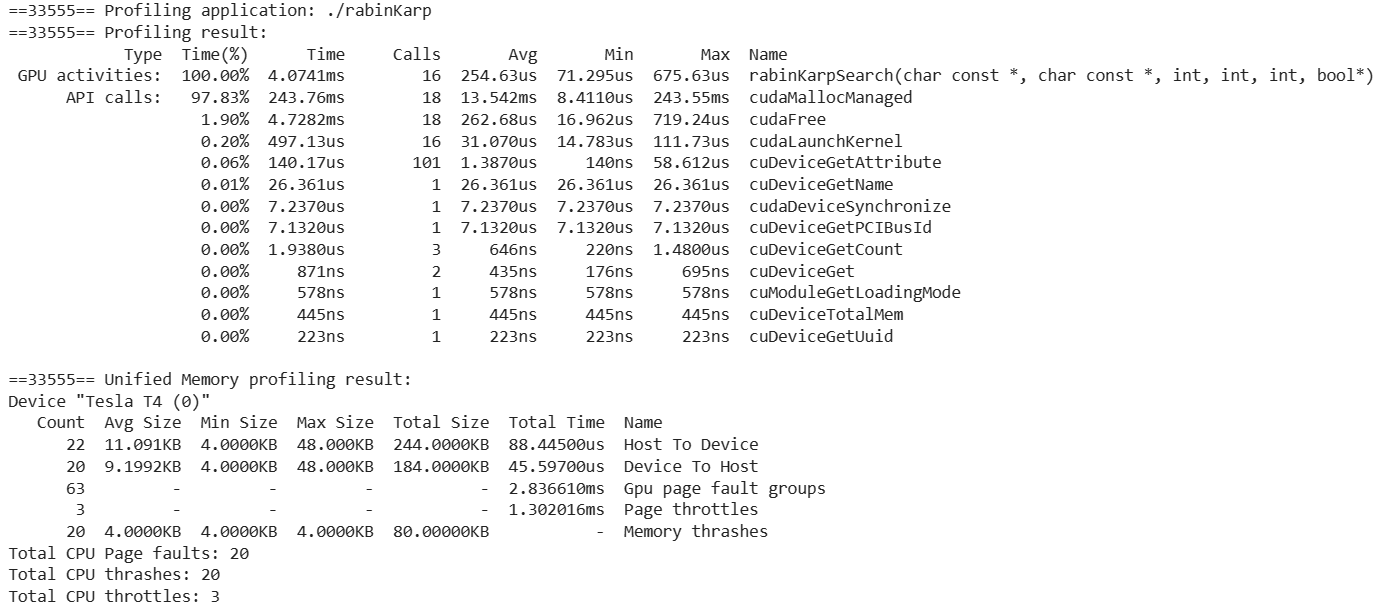 ==33555== Profiling application: ./rabinKarp
==33555== Profiling result:
            Type  Time(%)      Time     Calls       Avg       Min       Max  Name
 GPU activities:  100.00%  4.0741ms        16  254.63us  71.295us  675.63us  rabinKarpSearch(char const *, char const *, int, int, int, bool*)
      API calls:   97.83%  243.76ms        18  13.542ms  8.4110us  243.55ms  cudaMallocManaged
                    1.90%  4.7282ms        18  262.68us  16.962us  719.24us  cudaFree
                    0.20%  497.13us        16  31.070us  14.783us  111.73us  cudaLaunchKernel
                    0.06%  140.17us       101  1.3870us     140ns  58.612us  cuDeviceGetAttribute
                    0.01%  26.361us         1  26.361us  26.361us  26.361us  cuDeviceGetName
                    0.00%  7.2370us         1  7.2370us  7.2370us  7.2370us  cudaDeviceSynchronize
                    0.00%  7.1320us         1  7.1320us  7.1320us  7.1320us  cuDeviceGetPCIBusId
                    0.00%  1.9380us         3     646ns     220ns  1.4800us  cuDeviceGetCount
                    0.00%     871ns         2     435ns     176ns     695ns  cuDeviceGet
                    0.00%     578ns         1     578ns     578ns     578ns  cuModuleGetLoadingMode
                    0.00%     445ns         1     445ns     445ns     445ns  cuDeviceTotalMem
                    0.00%     223ns         1     223ns     223ns     223ns  cuDeviceGetUuid

==33555== Unified Memory profiling result:
Device "Tesla T4 (0)"
   Count  Avg Size  Min Size  Max Size  Total Size  Total Time  Name
      22  11.091KB  4.0000KB  48.000KB  244.0000KB  88.44500us  Host To Device
      20  9.1992KB  4.0000KB  48.000KB  184.0000KB  45.59700us  Device To Host
      63         -         -         -           -  2.836610ms  Gpu page fault groups
       3         -         -         -           -  1.302016ms  Page throttles
      20  4.0000KB  4.0000KB  4.0000KB  80.00000KB           -  Memory thrashes
Total CPU Page faults: 20
Total CPU thrashes: 20
Total CPU throttles: 3